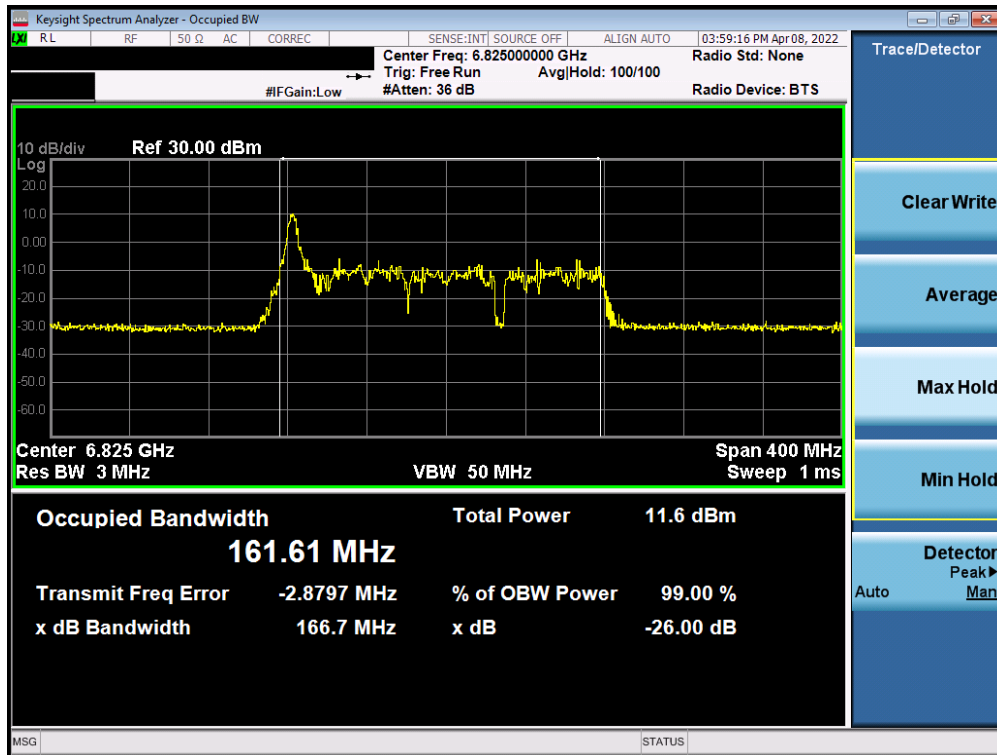 Keysight Spectrum Analyzer - Occupied BW
LXI RL RF 50 Ω AC CORREC SENSE:INT SOURCE OFF ALIGN AUTO 03:59:16 PM Apr 08, 2022
Center Freq: 6.825000000 GHz Radio Std: None
Trig: Free Run Avg|Hold: 100/100
#IFGain:Low #Atten: 36 dB Radio Device: BTS
10 dB/div Ref 30.00 dBm
Log
20.0
10.0
0.00
-10.0
-20.0
-30.0
-40.0
-50.0
-60.0
Center 6.825 GHz Span 400 MHz
Res BW 3 MHz VBW 50 MHz Sweep 1 ms
Occupied Bandwidth Total Power 11.6 dBm
161.61 MHz
Transmit Freq Error -2.8797 MHz % of OBW Power 99.00 %
x dB Bandwidth 166.7 MHz x dB -26.00 dB
MSG STATUS
Trace/Detector
Clear Write
Average
Max Hold
Min Hold
Detector
Peak▶
Auto Man